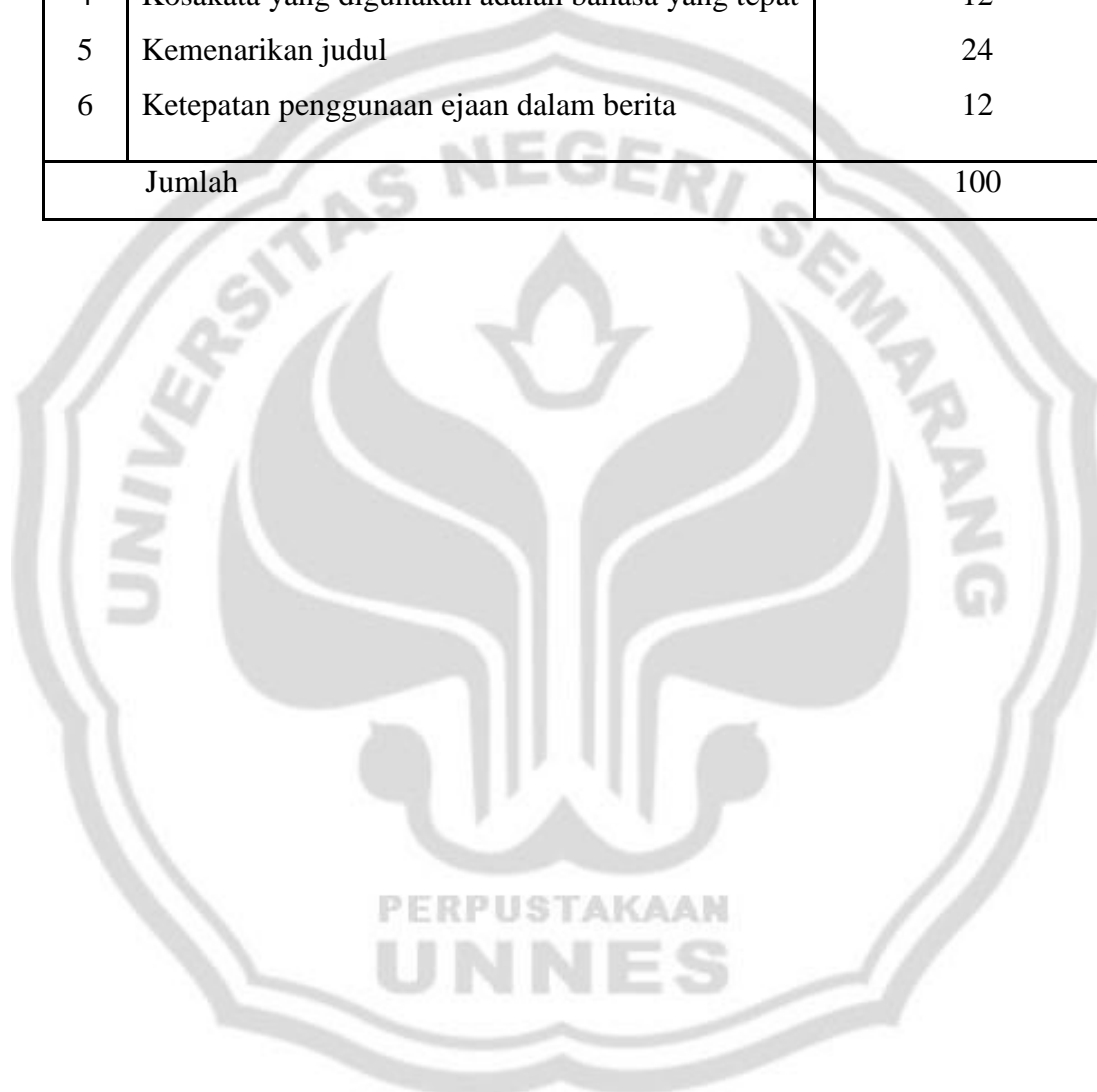 4 Kosakata yang digunakan adalah bahasa yang tepat 12
5 Kemenarikan judul 24
6 Ketepatan penggunaan ejaan dalam berita 12
Jumlah 100
UNIVERSITAS NEGERI SEMARANG
PERPUSTAKAAN
UNNES